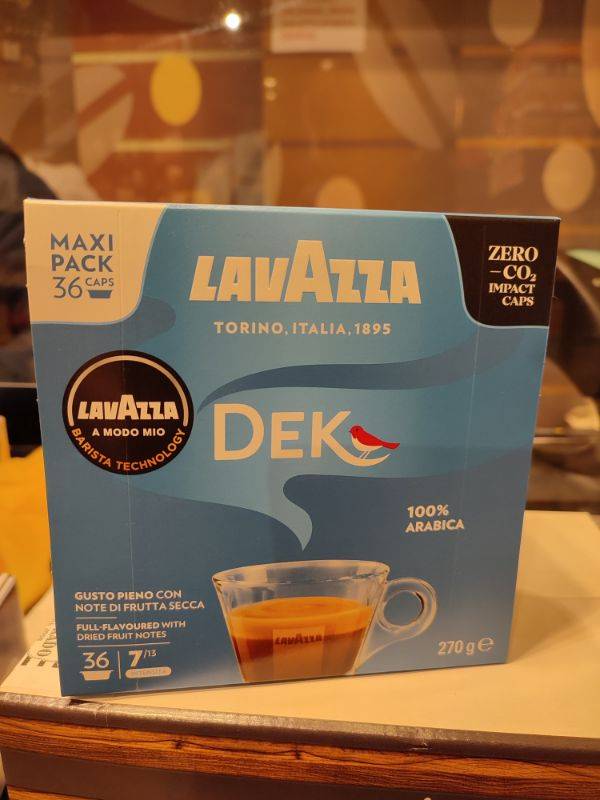 MAXI
PACK
36 CAPS
LAVAZZA
TORINO, ITALIA, 1895
ZERO
–CO₂
IMPACT
CAPS
LAVAZZA
A MODO MIO
BARISTA TECHNOLOGY
DEK
100%
ARABICA
GUSTO PIENO CON
NOTE DI FRUTTA SECCA
FULL-FLAVOURED WITH
DRIED FRUIT NOTES
36 7/13
INTENSITÀ
LAVAZZA
270 g e